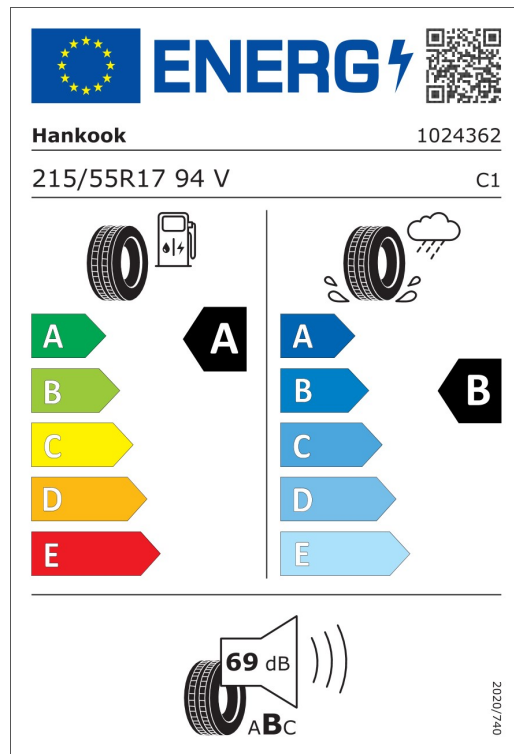 ENERG
Hankook 1024362
215/55R17 94 V C1
A A
B
C
D
E
A
B B
C
D
E
69 dB
ABC
2020/740